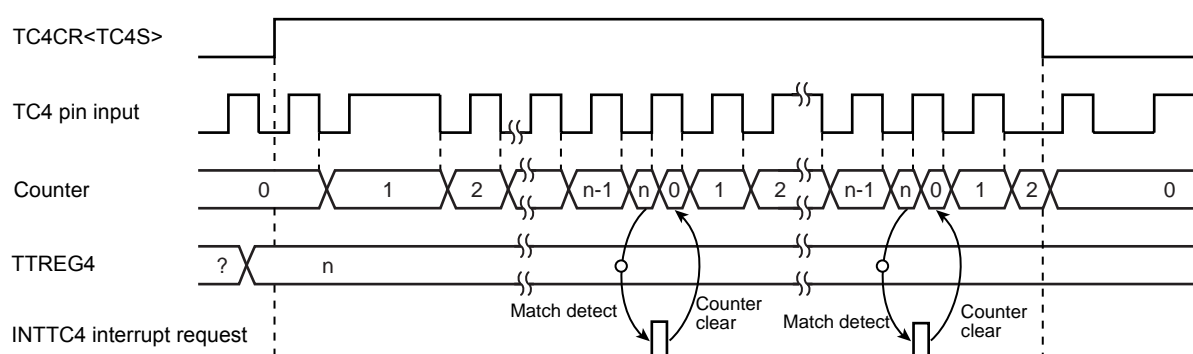 TC4CR<TC4S>
TC4 pin input
Counter
0 1 2 n-1 n 0 1 2 n-1 n 0 1 2 0
TTREG4
? n
Match detect
Counter
clear
Match detect
Counter
clear
INTTC4 interrupt request